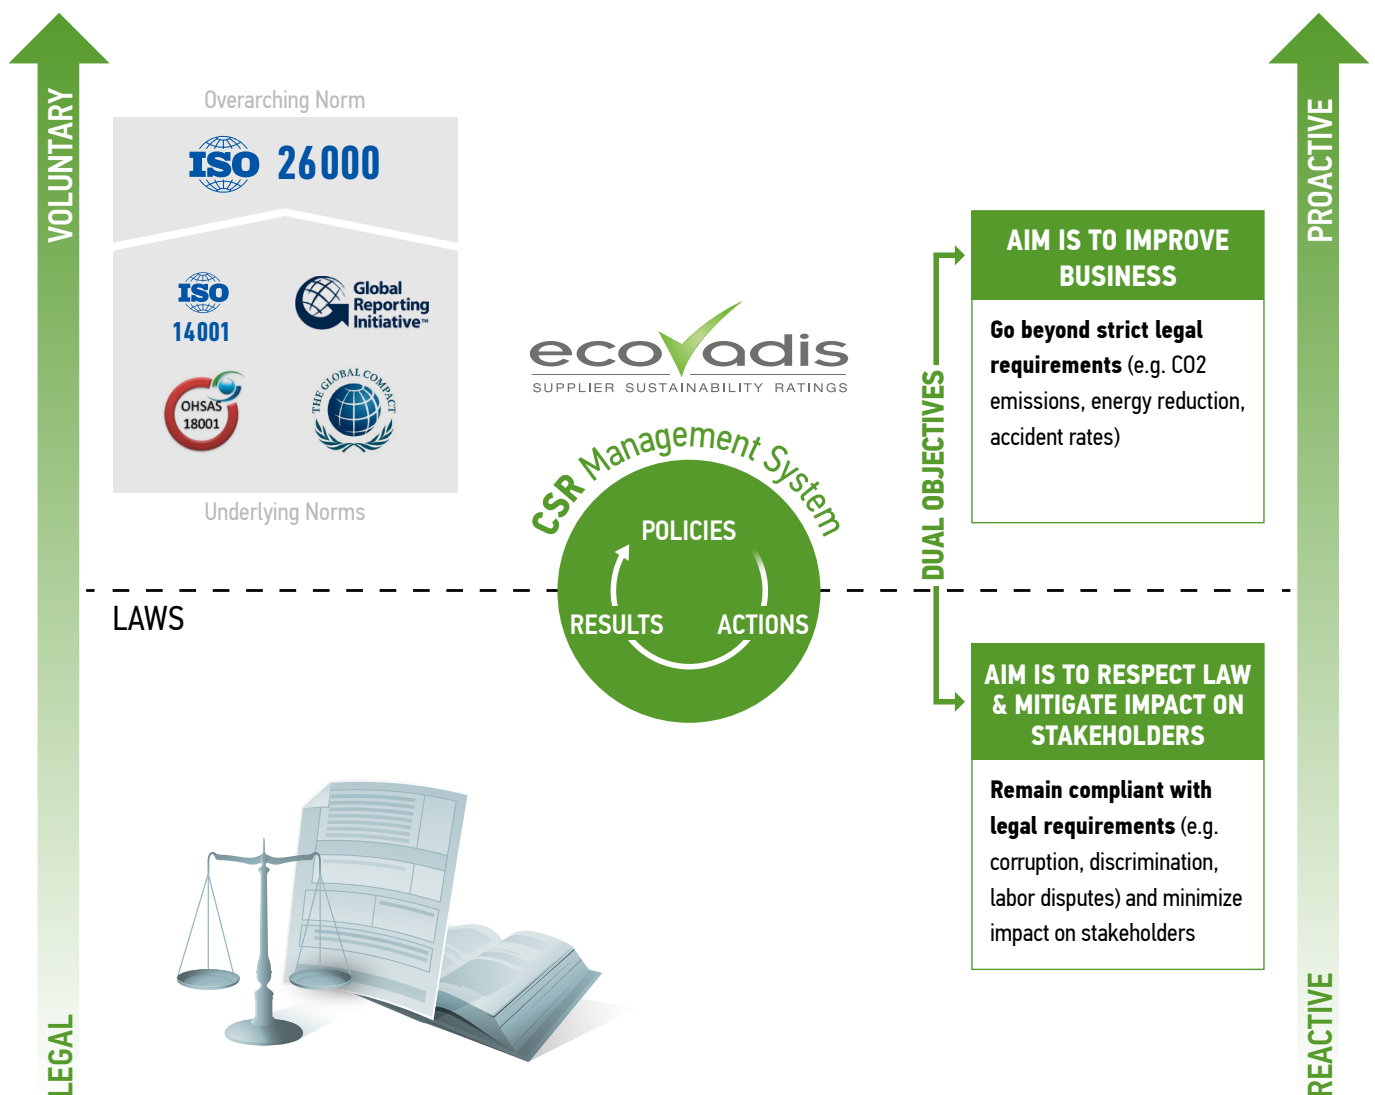 VOLUNTARY
LEGAL
Overarching Norm
ISO 26000
ISO
14001
Global
Reporting
Initiative™
OHSAS
18001
THE GLOBAL COMPACT
Underlying Norms
LAWS
ecovadis
SUPPLIER SUSTAINABILITY RATINGS
CSR Management System
POLICIES
RESULTS
ACTIONS
DUAL OBJECTIVES
AIM IS TO IMPROVE
BUSINESS
Go beyond strict legal
requirements (e.g. CO2
emissions, energy reduction,
accident rates)
AIM IS TO RESPECT LAW
& MITIGATE IMPACT ON
STAKEHOLDERS
Remain compliant with
legal requirements (e.g.
corruption, discrimination,
labor disputes) and minimize
impact on stakeholders
PROACTIVE
REACTIVE